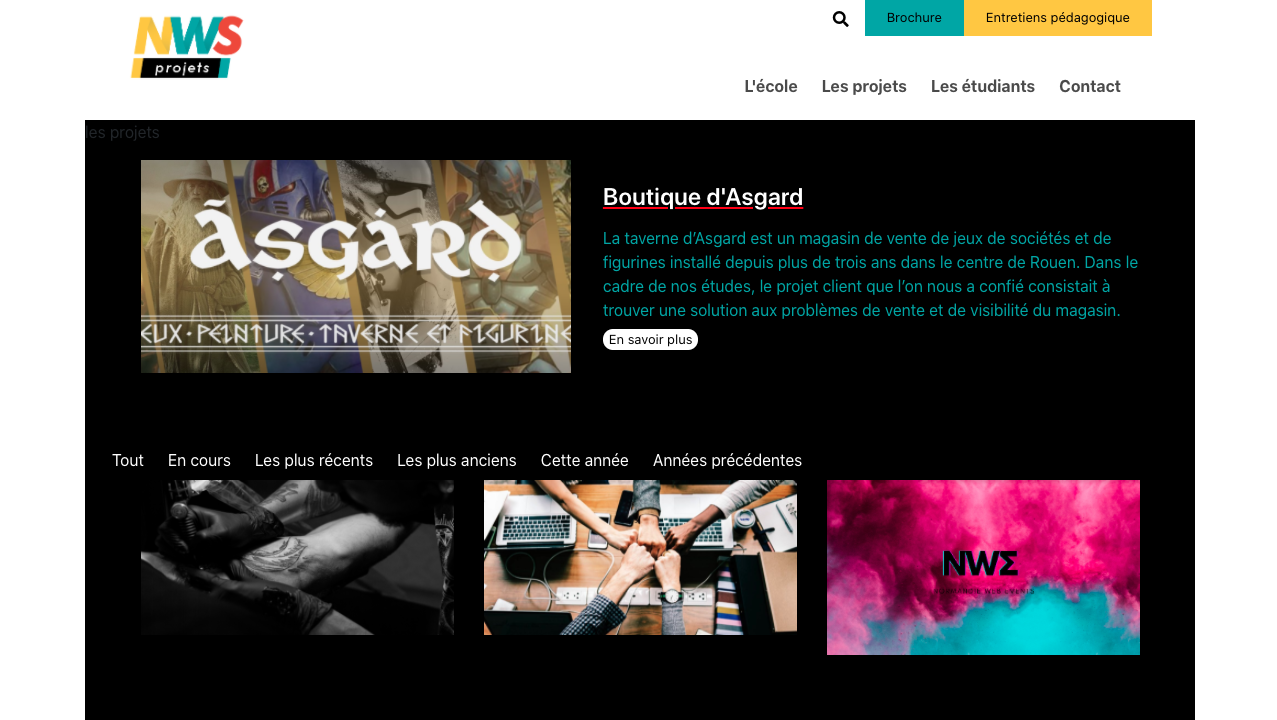 NWS
projets
Brochure
Entretiens pédagogique
L'école
Les projets
Les étudiants
Contact
les projets
ãsgárd
EUX·PEINTURE·TAVERNE ET FIGURINE
Boutique d'Asgard
La taverne d’Asgard est un magasin de vente de jeux de sociétés et de
figurines installé depuis plus de trois ans dans le centre de Rouen. Dans le
cadre de nos études, le projet client que l’on nous a confié consistait à
trouver une solution aux problèmes de vente et de visibilité du magasin.
En savoir plus
Tout
En cours
Les plus récents
Les plus anciens
Cette année
Années précédentes
NWΣ